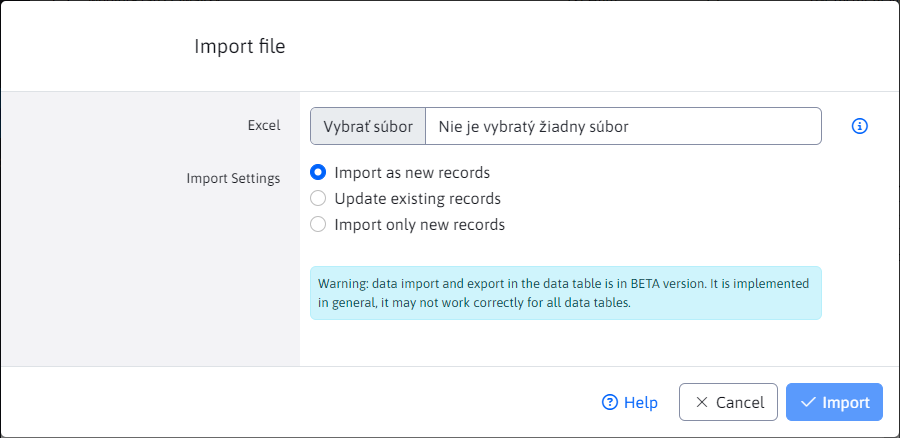 Import file
Excel
Vybrať súbor Nie je vybratý žiadny súbor
Import Settings
Import as new records
Update existing records
Import only new records
Warning: data import and export in the data table is in BETA version. It is implemented
in general, it may not work correctly for all data tables.
Help Cancel Import